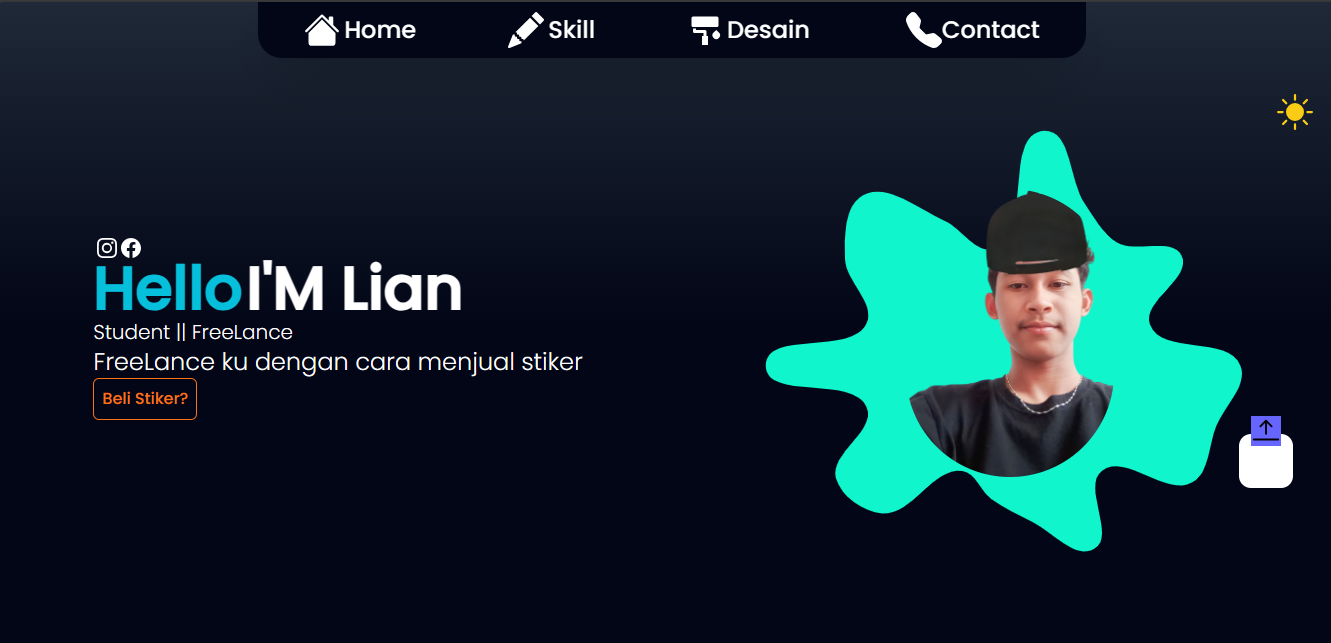 Home Skill Desain Contact
HelloI'M Lian
Student || FreeLance
FreeLance ku dengan cara menjual stiker
Beli Stiker?